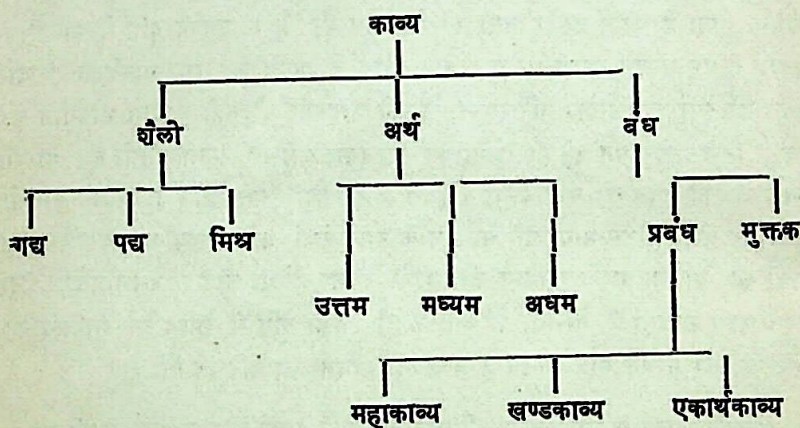 काव्य
शैली अर्थ बंध
गद्य पद्य मिश्र प्रबंध मुक्तक
उत्तम मध्यम अधम
महाकाव्य खण्डकाव्य एकार्थकाव्य